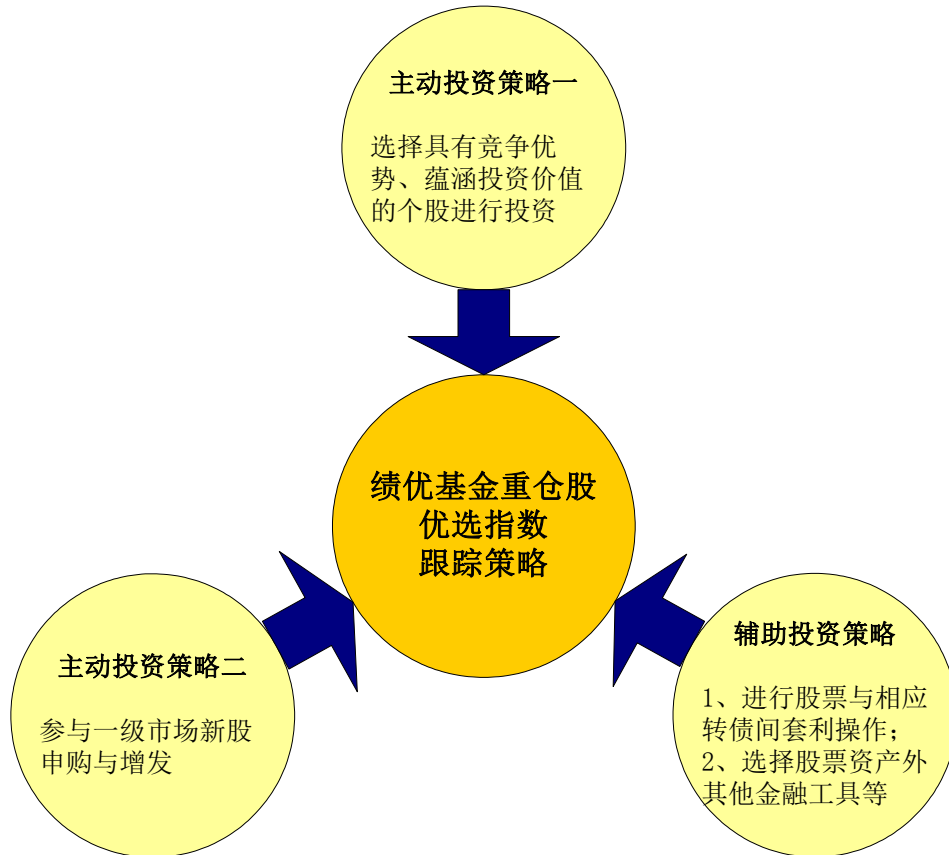 主动投资策略一
选择具有竞争优
势、蕴涵投资价值
的个股进行投资
绩优基金重仓股
优选指数
跟踪策略
主动投资策略二
参与一级市场新股
申购与增发
辅助投资策略
1、进行股票与相应
转债间套利操作；
2、选择股票资产外
其他金融工具等